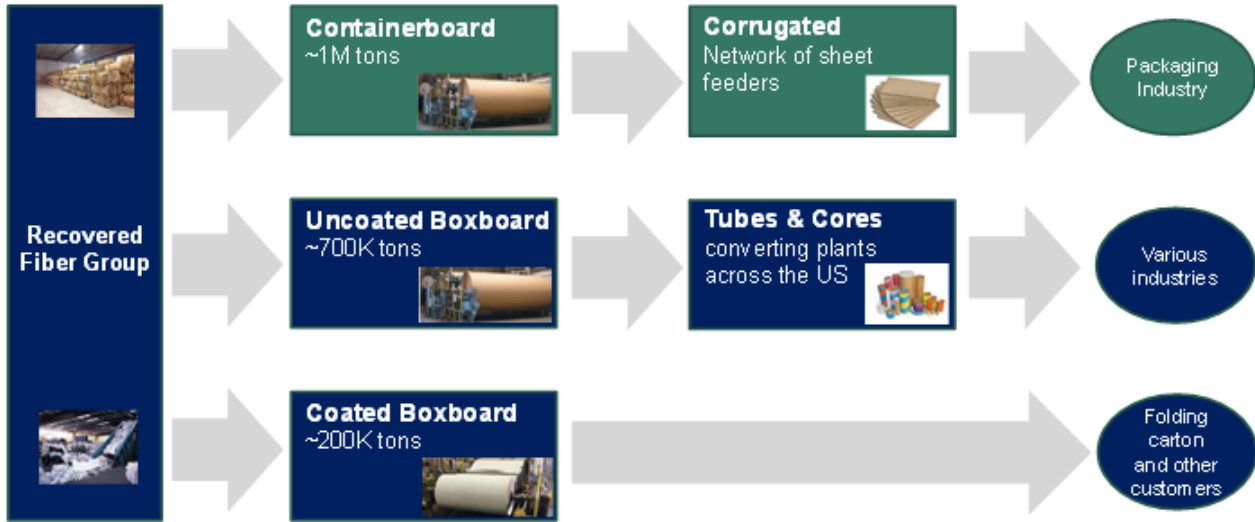 Recovered
Fiber Group
Containerboard
~1M tons
Corrugated
Network of sheet
feeders
Packaging
Industry
Uncoated Boxboard
~700K tons
Tubes & Cores
converting plants
across the US
Various
industries
Coated Boxboard
~200K tons
Folding
carton
and other
customers